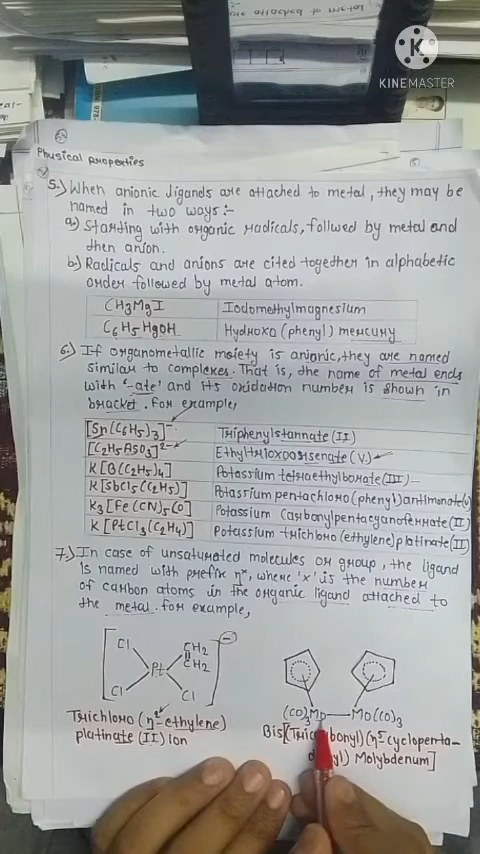 are attached to metal
K
KINEMASTER
Physical properties
5.) When anionic ligands are attached to metal, they may be
named in two ways:-
a) Starting with organic radicals, follwed by metal and
then anion.
b) Radicals and anions are cited together in alphabetic
order followed by metal atom.
CH3MgI Iodomethylmagnesium
C6H5HgOH Hydroxo (phenyl) mercury
6.) If organometallic moiety is anionic, they are named
similar to complexes. That is, the name of metal ends
with '-ate' and its oxidation number is shown in
bracket. For example,
[Sn(C6H5)3]- Triphenylstannate (II)
[C2H5AsO3]2- Ethyltrioxoarsenate (V)
K[B(C2H5)4] Potassium tetraethylborate (III)
K[SbCl5(C6H5)] Potassium pentachloro (phenyl) antimonate (V)
K3[Fe(CN)5CO] Potassium Carbonylpentacyanoferrate (II)
K[PtCl3(C2H4)] Potassium trichloro (ethylene) platinate (II)
7.) In case of unsaturated molecules or group, the ligand
is named with prefix ηx, where 'x' is the number
of carbon atoms in the organic ligand attached to
the metal. For example,
Cl CH2
CH2
Pt
Cl Cl
(CO)3Mo Mo(CO)3
Trichloro (η2-ethylene)
platinate (II) Ion
Bis[(Tricarbonyl) (η5 cyclopenta-
Molybdenum]